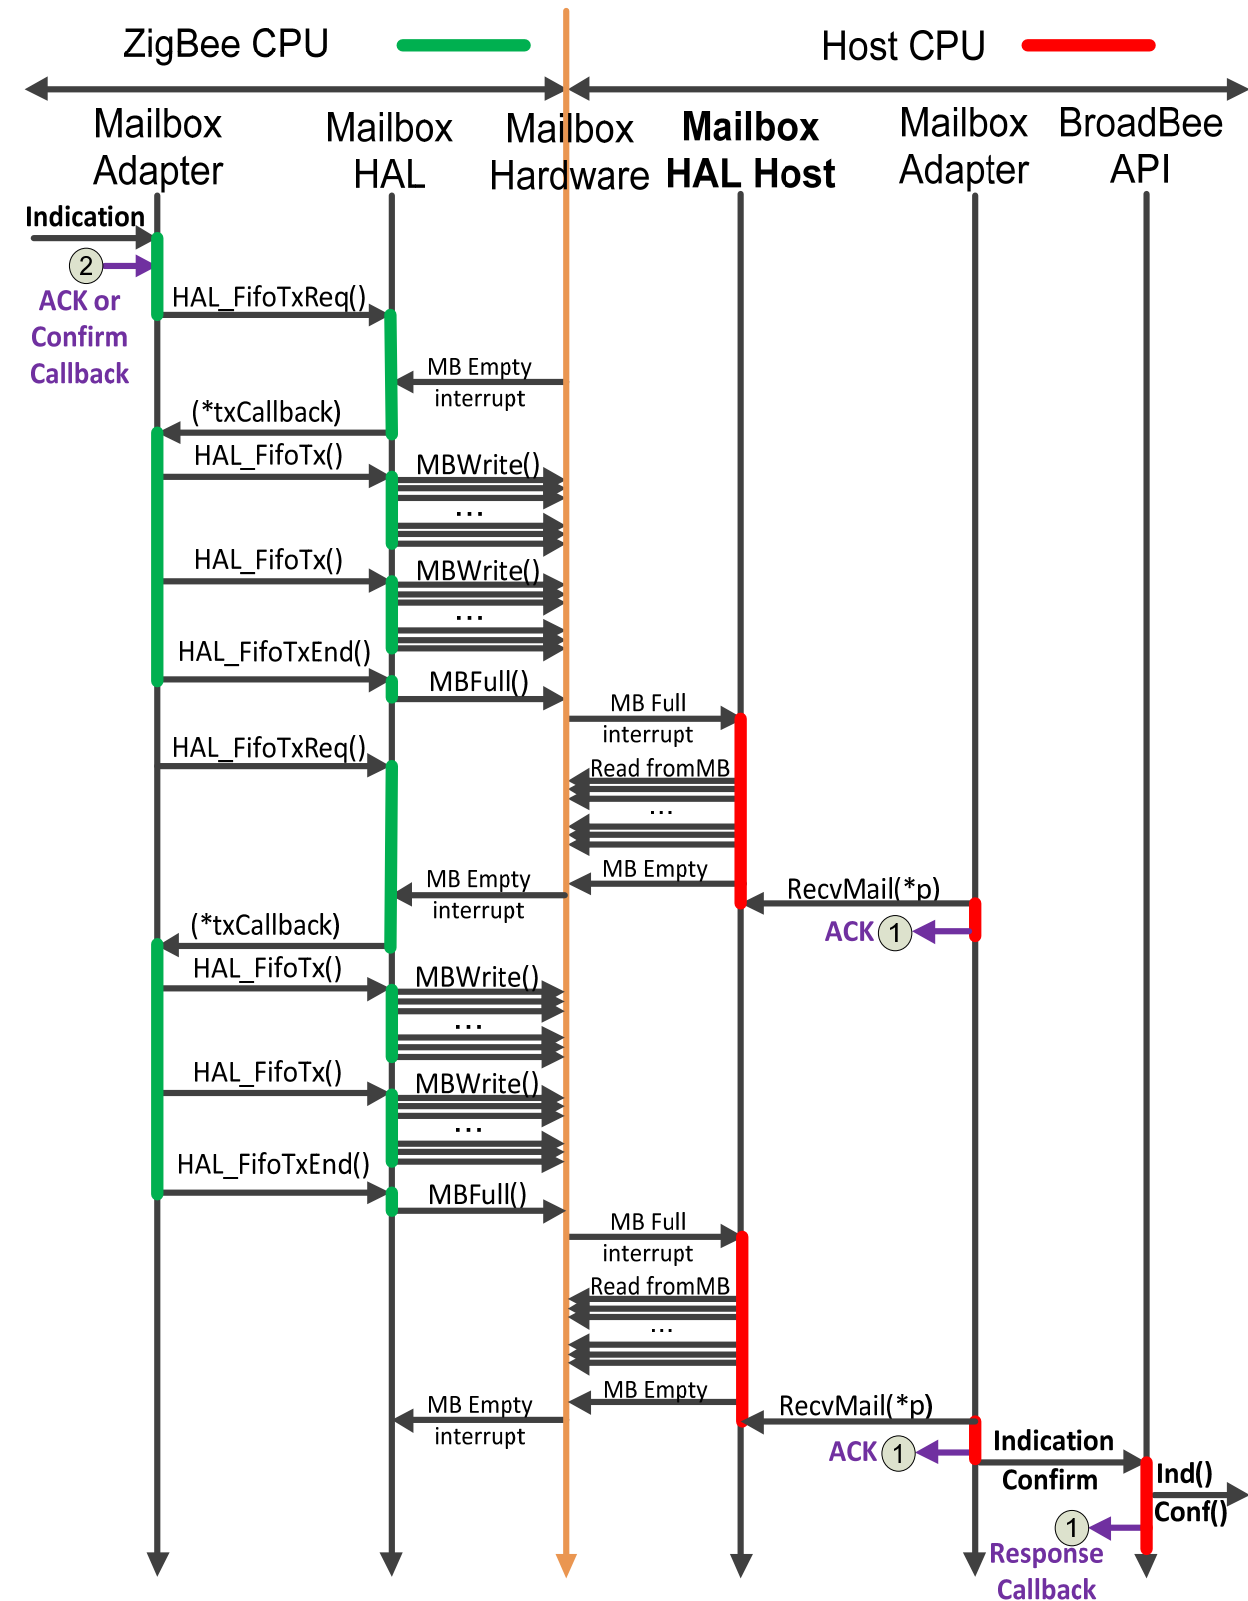 ZigBee CPU
Host CPU
Mailbox
Adapter
Mailbox
HAL
Mailbox
Hardware
Mailbox
HAL Host
Mailbox
Adapter
BroadBee
API
Indication
2
ACK or
Confirm
Callback
HAL_FifoTxReq()
MB Empty
interrupt
(*txCallback)
HAL_FifoTx()
MBWrite()
...
HAL_FifoTx()
MBWrite()
...
HAL_FifoTxEnd()
MBFull()
MB Full
interrupt
HAL_FifoTxReq()
Read fromMB
...
MB Empty
MB Empty
interrupt
RecvMail(*p)
ACK 1
(*txCallback)
HAL_FifoTx()
MBWrite()
...
HAL_FifoTx()
MBWrite()
...
HAL_FifoTxEnd()
MBFull()
MB Full
interrupt
Read fromMB
...
MB Empty
MB Empty
interrupt
RecvMail(*p)
ACK 1
Indication
Confirm
Ind()
Conf()
1
Response
Callback